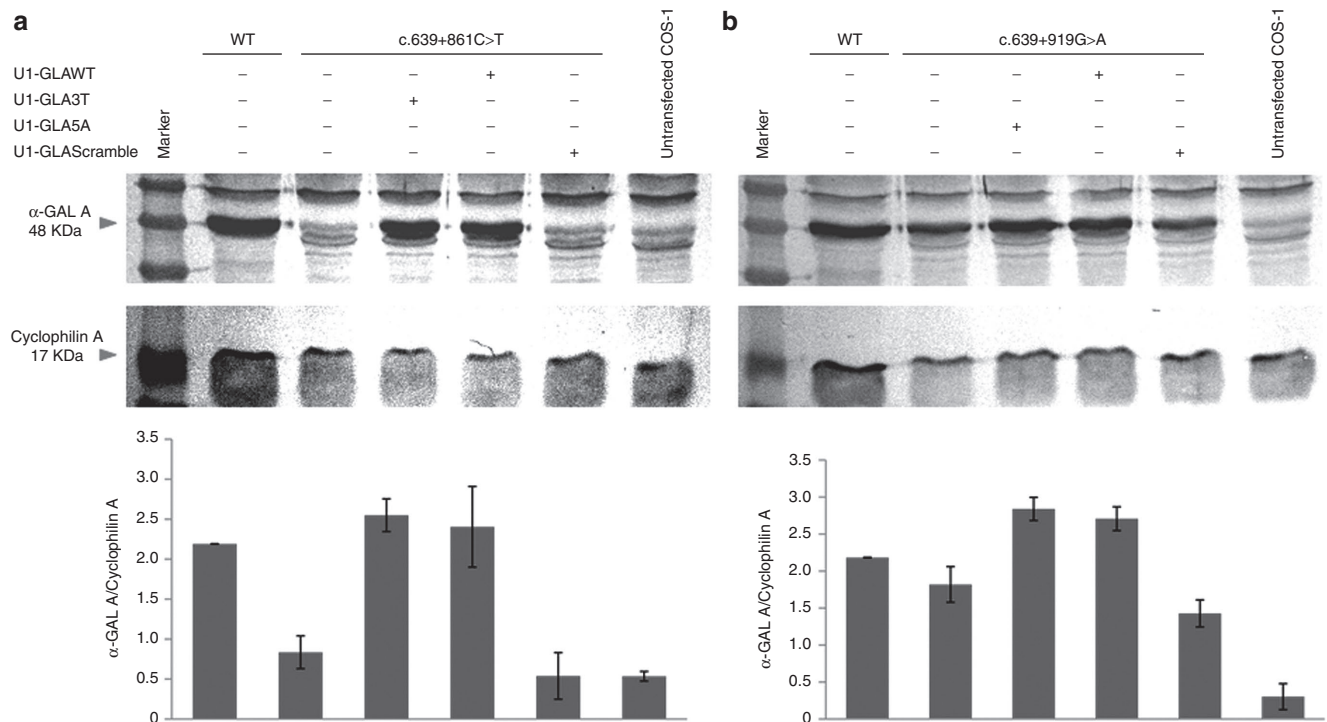 a
WT
c.639+861C>T
Untransfected COS-1
U1-GLAWT – – – + –
U1-GLA3T – – + – –
U1-GLA5A – – – – –
U1-GLAScramble – – – – +
Marker
α-GAL A
48 KDa
Cyclophilin A
17 KDa
α-GAL A/Cyclophilin A
3.5
3.0
2.5
2.0
1.5
1.0
0.5
0
b
WT
c.639+919G>A
Untransfected COS-1
– – – + –
– – – – –
– – + – –
– – – – +
Marker
α-GAL A/Cyclophilin A
3.5
3.0
2.5
2.0
1.5
1.0
0.5
0